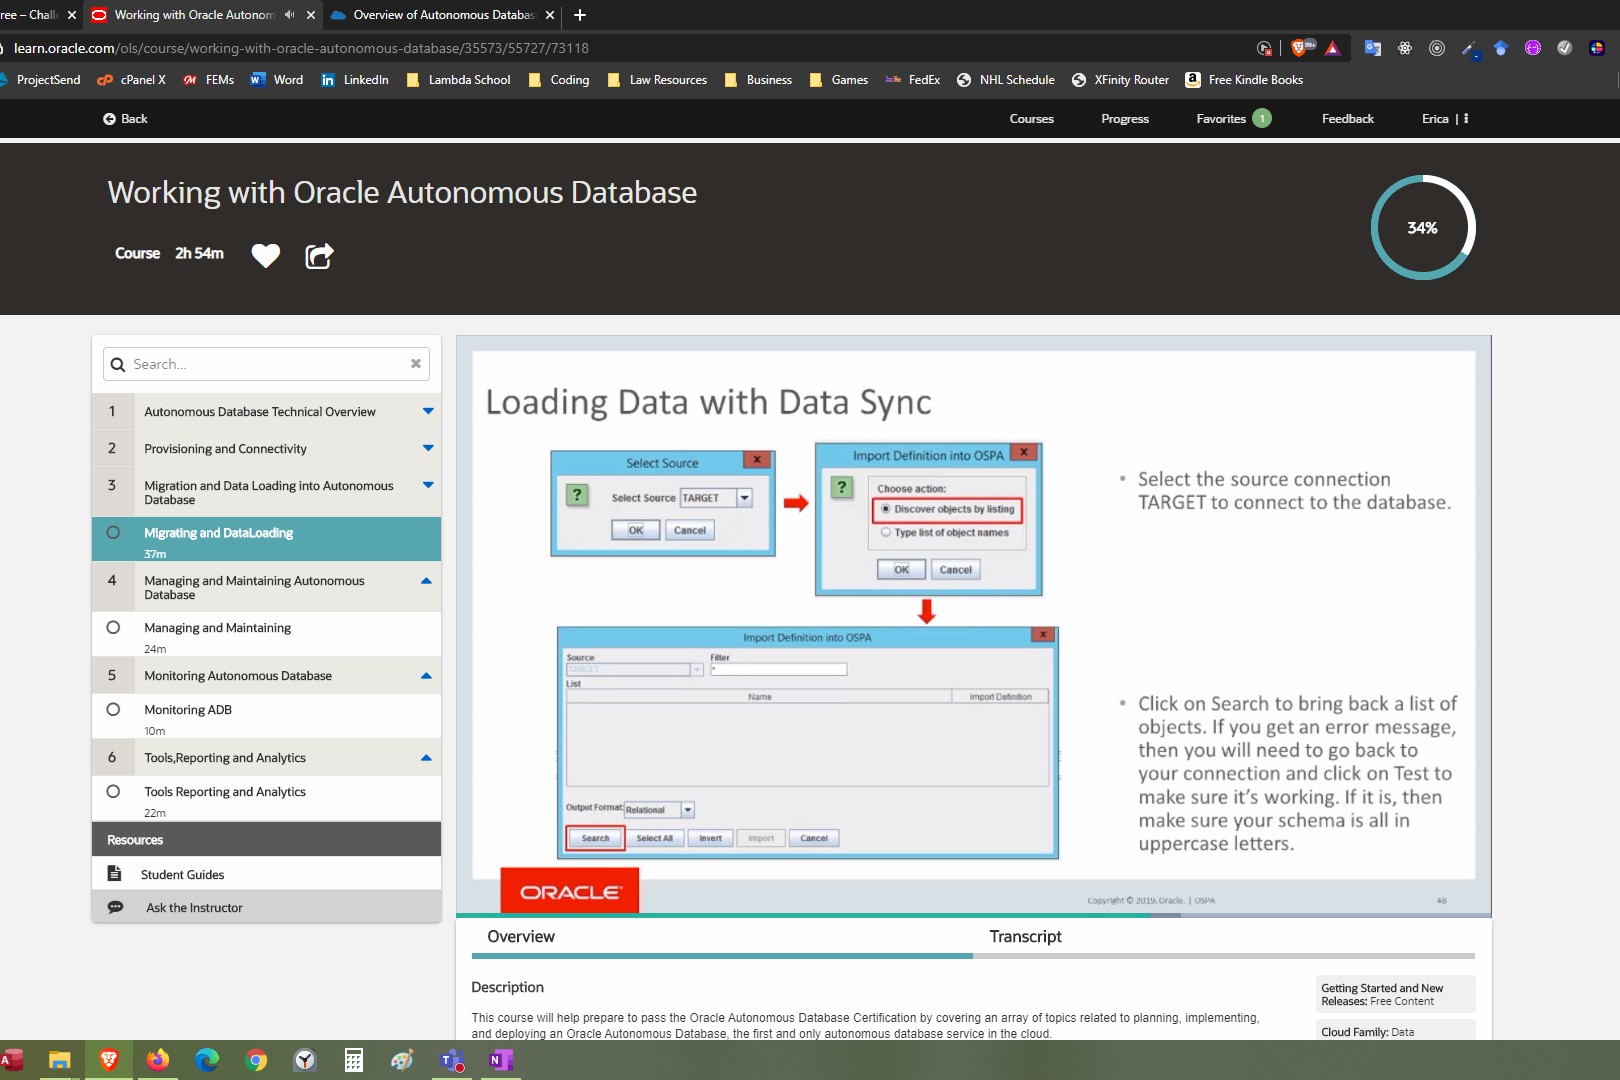 ree – Chall
Working with Oracle Autonom
Overview of Autonomous Databas
learn.oracle.com/ols/course/working-with-oracle-autonomous-database/35573/55727/73118
99+
ProjectSend
cPanel X
FEMs
Word
LinkedIn
Lambda School
Coding
Law Resources
Business
Games
FedEx
NHL Schedule
XFinity Router
Free Kindle Books
Back
Courses
Progress
Favorites 1
Feedback
Erica |
Working with Oracle Autonomous Database
Course 2h 54m
34%
Search...
1 Autonomous Database Technical Overview
2 Provisioning and Connectivity
3 Migration and Data Loading into Autonomous
Database
Migrating and DataLoading
37m
4 Managing and Maintaining Autonomous
Database
Managing and Maintaining
24m
5 Monitoring Autonomous Database
Monitoring ADB
10m
6 Tools,Reporting and Analytics
Tools Reporting and Analytics
22m
Resources
Student Guides
Ask the Instructor
Loading Data with Data Sync
Select Source x
? Select Source TARGET
OK Cancel
Import Definition into OSPA x
? Choose action:
Discover objects by listing
Type list of object names
OK Cancel
• Select the source connection
TARGET to connect to the database.
Import Definition into OSPA x
Source Filter
TARGET *
List
Name Import Definition
Output Format: Relational
Search Select All Invert Import Cancel
• Click on Search to bring back a list of
objects. If you get an error message,
then you will need to go back to
your connection and click on Test to
make sure it's working. If it is, then
make sure your schema is all in
uppercase letters.
ORACLE
Copyright © 2019, Oracle. | OSPA
48
Overview
Transcript
Description
This course will help prepare to pass the Oracle Autonomous Database Certification by covering an array of topics related to planning, implementing,
and deploying an Oracle Autonomous Database, the first and only autonomous database service in the cloud.
Getting Started and New
Releases: Free Content
Cloud Family: Data